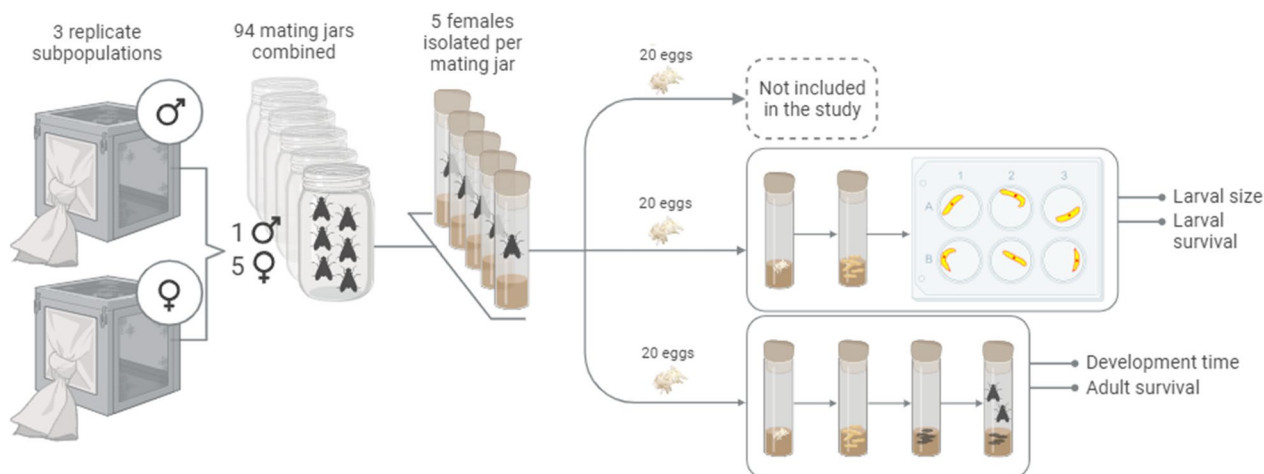 3 replicate
subpopulations
♂
♀
94 mating jars
combined
1 ♂
5 ♀
5 females
isolated per
mating jar
20 eggs
Not included
in the study
20 eggs
1 2 3
A
B
Larval size
Larval
survival
20 eggs
Development time
Adult survival